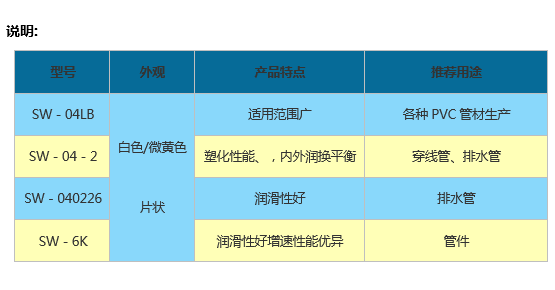 说明:
型号 外观 产品特点 推荐用途
SW - 04LB 适用范围广 各种 PVC 管材生产
白色/微黄色
SW - 04 - 2 塑化性能、，内外润换平衡 穿线管、排水管
SW - 040226 润滑性好 排水管
片状
SW - 6K 润滑性好增速性能优异 管件